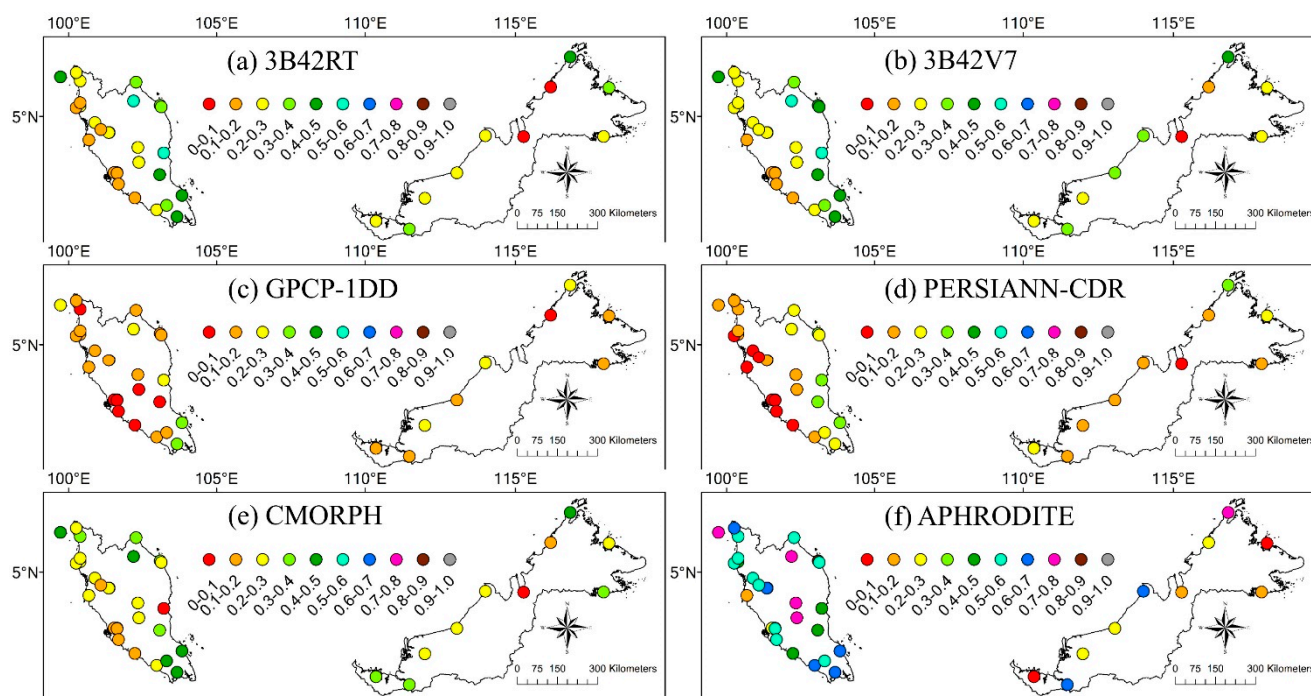 100°E 105°E 110°E 115°E 100°E 105°E 110°E 115°E
(a) 3B42RT
5°N
0-0.1 0.1-0.2 0.2-0.3 0.3-0.4 0.4-0.5 0.5-0.6 0.6-0.7 0.7-0.8 0.8-0.9 0.9-1.0
0 75 150 300 Kilometers
(b) 3B42V7
5°N
0-0.1 0.1-0.2 0.2-0.3 0.3-0.4 0.4-0.5 0.5-0.6 0.6-0.7 0.7-0.8 0.8-0.9 0.9-1.0
0 75 150 300 Kilometers
100°E 105°E 110°E 115°E 100°E 105°E 110°E 115°E
(c) GPCP-1DD
5°N
0-0.1 0.1-0.2 0.2-0.3 0.3-0.4 0.4-0.5 0.5-0.6 0.6-0.7 0.7-0.8 0.8-0.9 0.9-1.0
0 75 150 300 Kilometers
(d) PERSIANN-CDR
5°N
0-0.1 0.1-0.2 0.2-0.3 0.3-0.4 0.4-0.5 0.5-0.6 0.6-0.7 0.7-0.8 0.8-0.9 0.9-1.0
0 75 150 300 Kilometers
100°E 105°E 110°E 115°E 100°E 105°E 110°E 115°E
(e) CMORPH
5°N
0-0.1 0.1-0.2 0.2-0.3 0.3-0.4 0.4-0.5 0.5-0.6 0.6-0.7 0.7-0.8 0.8-0.9 0.9-1.0
0 75 150 300 Kilometers
(f) APHRODITE
5°N
0-0.1 0.1-0.2 0.2-0.3 0.3-0.4 0.4-0.5 0.5-0.6 0.6-0.7 0.7-0.8 0.8-0.9 0.9-1.0
0 75 150 300 Kilometers